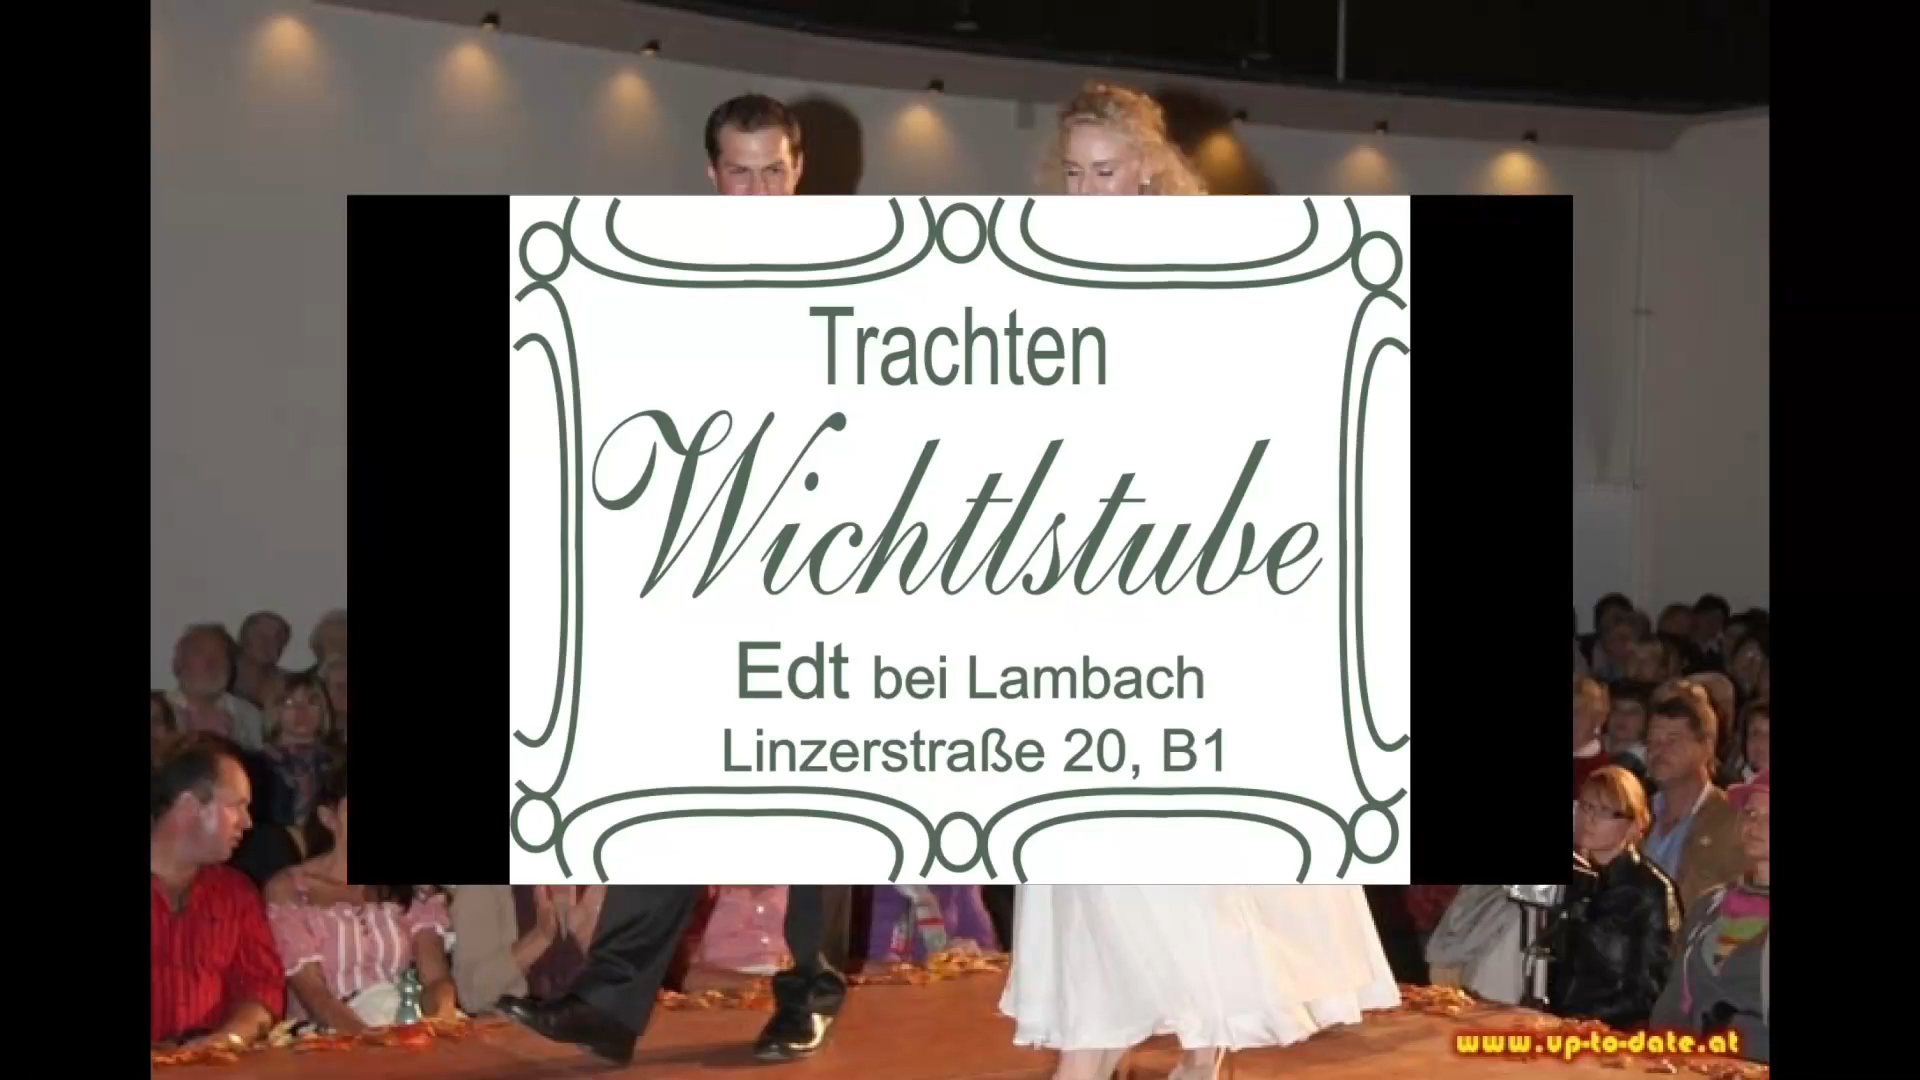 Trachten
Wichtlstube
Edt bei Lambach
Linzerstraße 20, B1
www.up-to-date.at